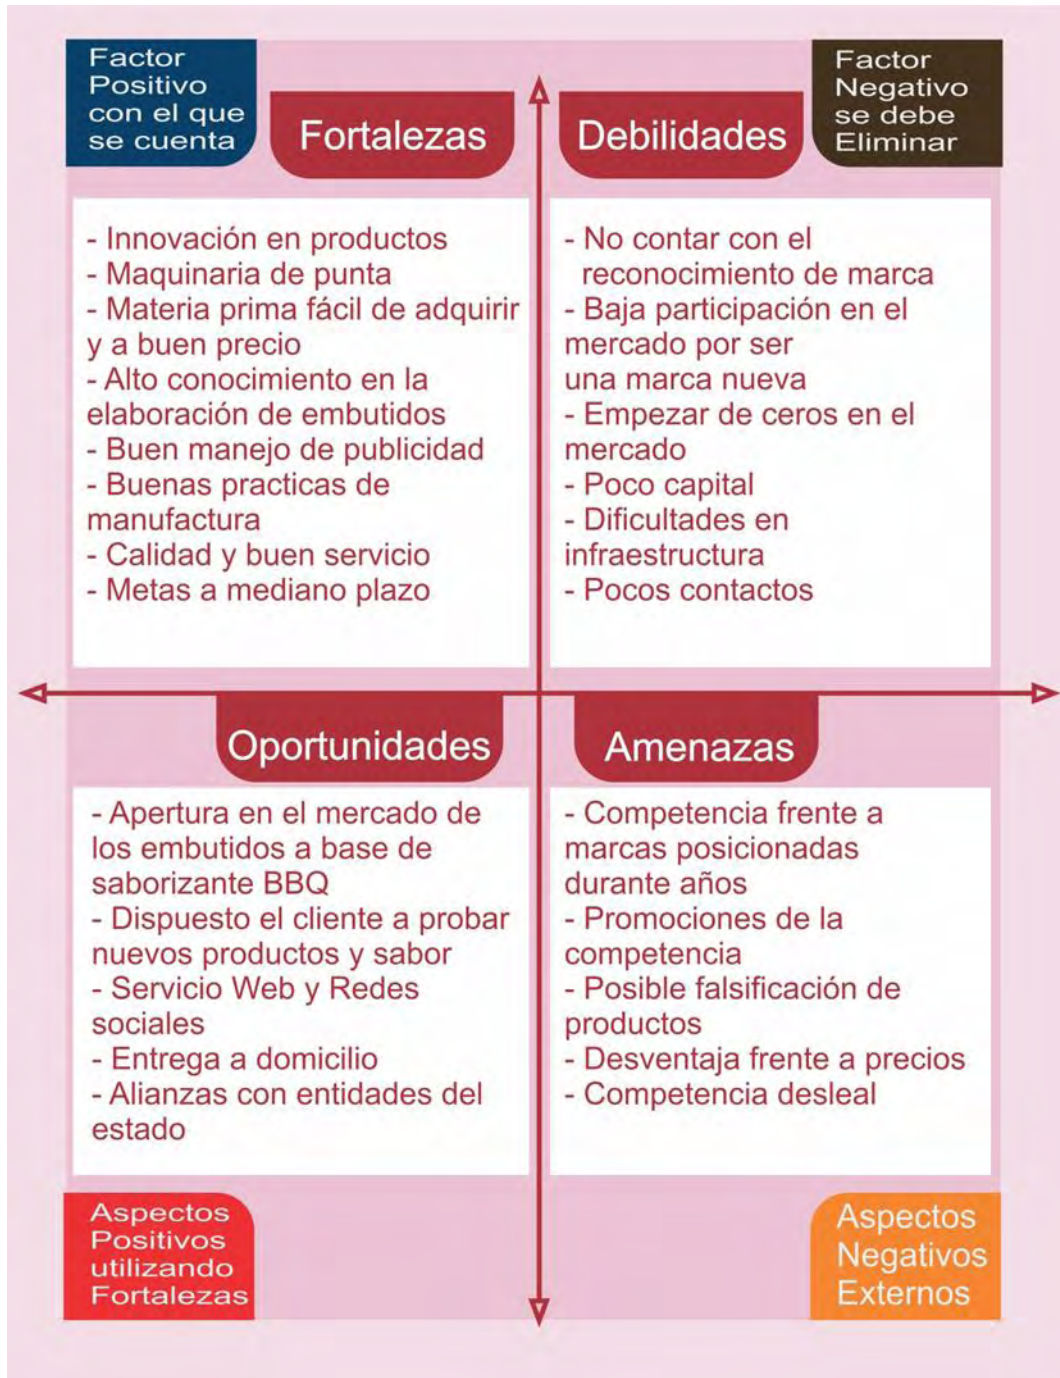 Factor
Positivo
con el que
se cuenta
Fortalezas
- Innovación en productos
- Maquinaria de punta
- Materia prima fácil de adquirir
y a buen precio
- Alto conocimiento en la
elaboración de embutidos
- Buen manejo de publicidad
- Buenas practicas de
manufactura
- Calidad y buen servicio
- Metas a mediano plazo
Debilidades
Factor
Negativo
se debe
Eliminar
- No contar con el
reconocimiento de marca
- Baja participación en el
mercado por ser
una marca nueva
- Empezar de ceros en el
mercado
- Poco capital
- Dificultades en
infraestructura
- Pocos contactos
Oportunidades
- Apertura en el mercado de
los embutidos a base de
saborizante BBQ
- Dispuesto el cliente a probar
nuevos productos y sabor
- Servicio Web y Redes
sociales
- Entrega a domicilio
- Alianzas con entidades del
estado
Aspectos
Positivos
utilizando
Fortalezas
Amenazas
- Competencia frente a
marcas posicionadas
durante años
- Promociones de la
competencia
- Posible falsificación de
productos
- Desventaja frente a precios
- Competencia desleal
Aspectos
Negativos
Externos